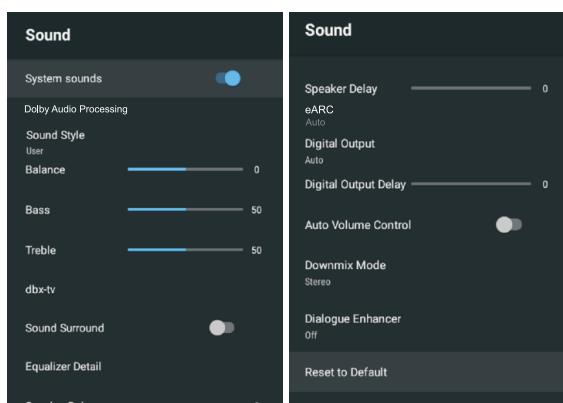 Sound
System sounds
Dolby Audio Processing
Sound Style
User
Balance 0
Bass 50
Treble 50
dbx-tv
Sound Surround
Equalizer Detail
Sound
Speaker Delay 0
eARC
Auto
Digital Output
Auto
Digital Output Delay 0
Auto Volume Control
Downmix Mode
Stereo
Dialogue Enhancer
Off
Reset to Default